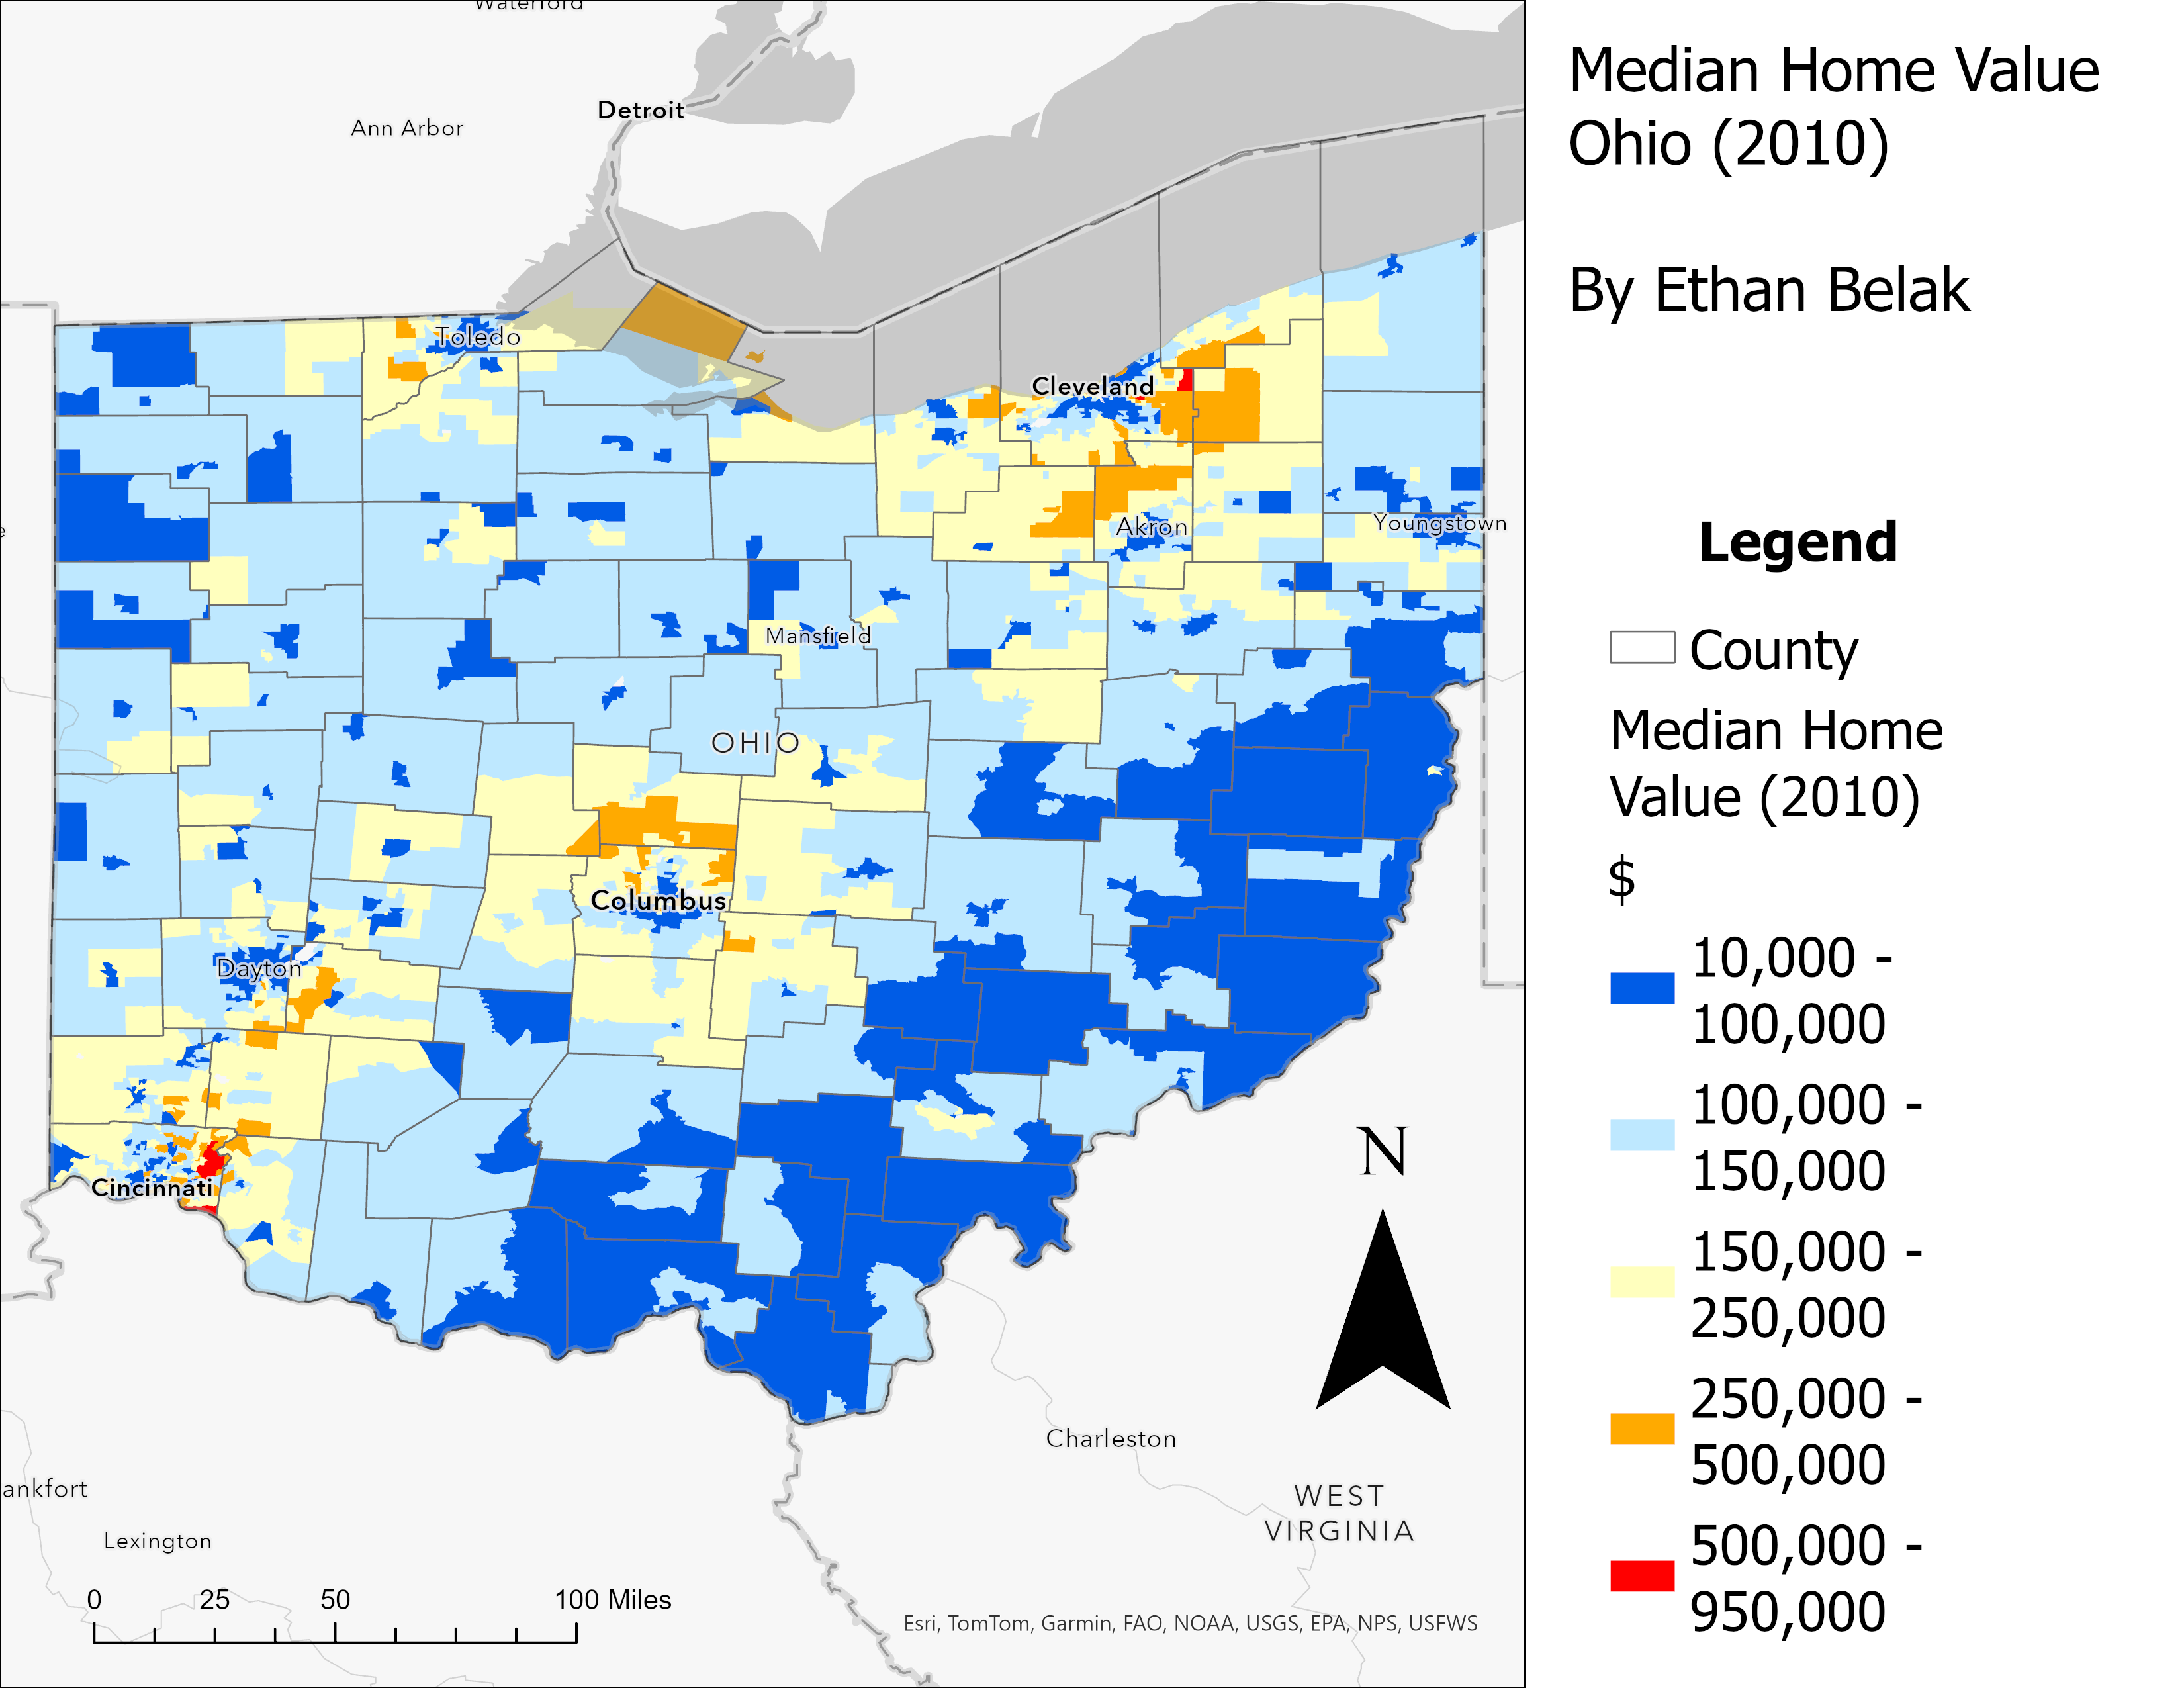 Waterford
Ann Arbor
Detroit
Toledo
Cleveland
Akron
Youngstown
Mansfield
OHIO
Columbus
Dayton
Cincinnati
N
Charleston
WEST
VIRGINIA
ankfort
Lexington
0 25 50 100 Miles
Esri, TomTom, Garmin, FAO, NOAA, USGS, EPA, NPS, USFWS
Median Home Value
Ohio (2010)
By Ethan Belak
Legend
County
Median Home
Value (2010)
$
10,000 -
100,000
100,000 -
150,000
150,000 -
250,000
250,000 -
500,000
500,000 -
950,000